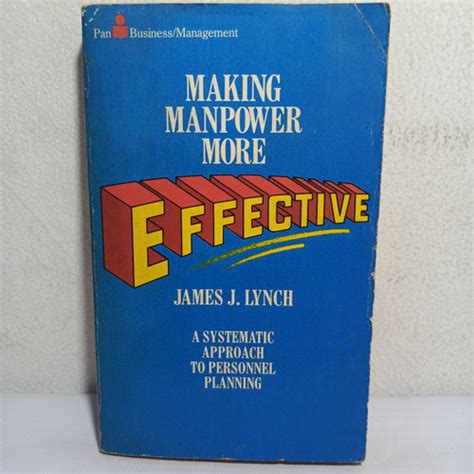 Pan Business/Management
MAKING
MANPOWER
MORE
EFFECTIVE
JAMES J. LYNCH
A SYSTEMATIC
APPROACH
TO PERSONNEL
PLANNING